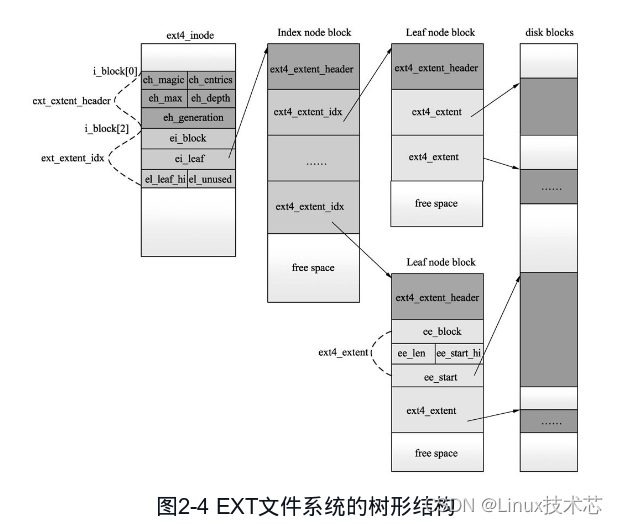 ext4_inode
i_block[0]
eh_magic eh_cntrics
eh_max eh_depth
ext_extent_header
eh_generation
i_block[2]
ei_block
ext_extent_idx
ei_leaf
el_leaf_hi el_unused
Index node block
ext4_extent_header
ext4_extent_idx
……
ext4_extent_idx
free space
Leaf node block
ext4_extent_header
ext4_extent
ext4_extent
free space
Leaf node block
ext4_extent_header
ee_block
ext4_extent
ee_len ee_start_hi
ee_start
ext4_extent
free space
disk blocks
……
……
图2-4 EXT文件系统的树形结构
CSDN @Linux技术芯